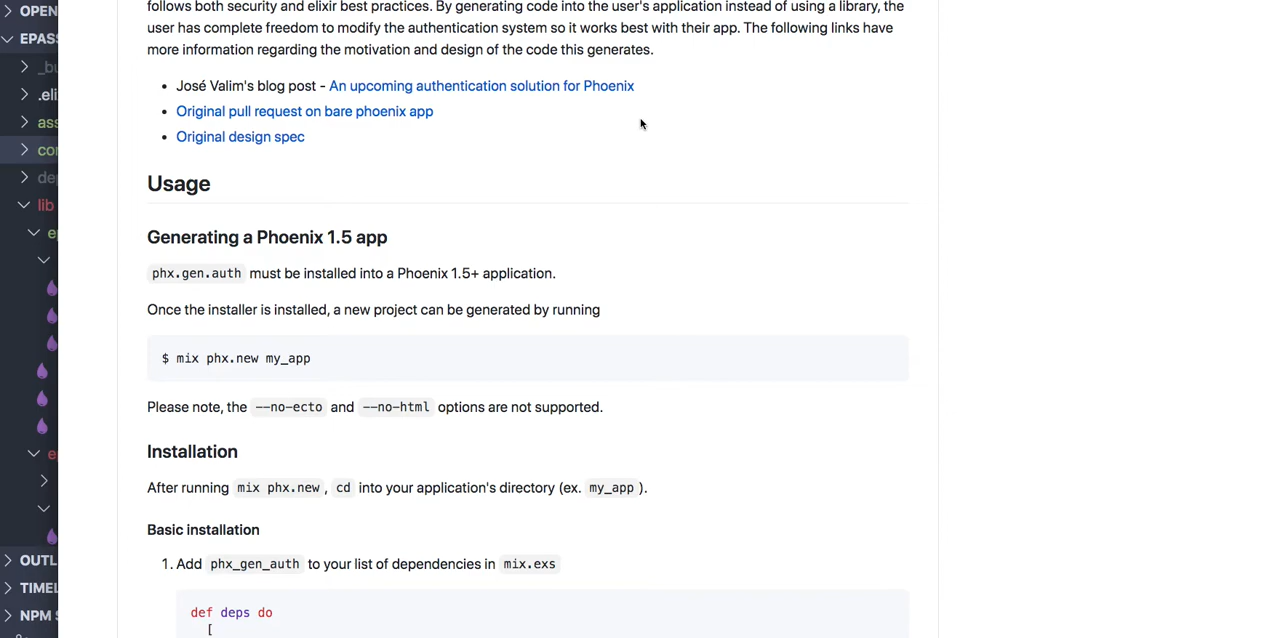 OPEN
EPASS
_bu
.eli
ass
con
dep
lib
ep
er
OUTL
TIMEL
NPM S
follows both security and elixir best practices. By generating code into the user's application instead of using a library, the
user has complete freedom to modify the authentication system so it works best with their app. The following links have
more information regarding the motivation and design of the code this generates.
• José Valim's blog post - An upcoming authentication solution for Phoenix
• Original pull request on bare phoenix app
• Original design spec
Usage
Generating a Phoenix 1.5 app
phx.gen.auth must be installed into a Phoenix 1.5+ application.
Once the installer is installed, a new project can be generated by running
$ mix phx.new my_app
Please note, the --no-ecto and --no-html options are not supported.
Installation
After running mix phx.new, cd into your application's directory (ex. my_app ).
Basic installation
1. Add phx_gen_auth to your list of dependencies in mix.exs
def deps do
[